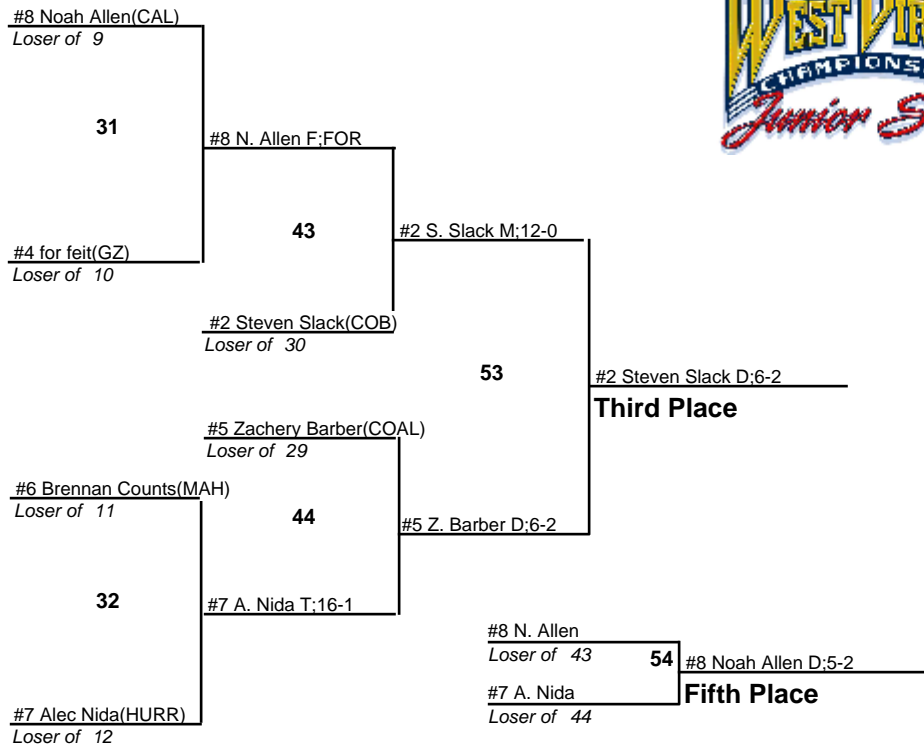 #8 Noah Allen(CAL)
Loser of 9
31
#8 N. Allen F;FOR
#4 for feit(GZ)
Loser of 10
43
#2 S. Slack M;12-0
#2 Steven Slack(COB)
Loser of 30
53
#2 Steven Slack D;6-2
Third Place
#5 Zachery Barber(COAL)
Loser of 29
#6 Brennan Counts(MAH)
Loser of 11
44
#5 Z. Barber D;6-2
32
#7 A. Nida T;16-1
#7 Alec Nida(HURR)
Loser of 12
#8 N. Allen
Loser of 43
54
#8 Noah Allen D;5-2
Fifth Place
#7 A. Nida
Loser of 44
WEST VIR
CHAMPIONS
Junior S